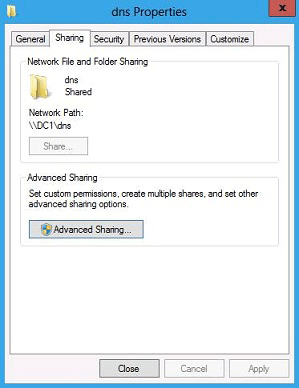 dns Properties
x
General Sharing Security Previous Versions Customize
Network File and Folder Sharing
dns
Shared
Network Path:
\\DC1\dns
Share...
Advanced Sharing
Set custom permissions, create multiple shares, and set other
advanced sharing options.
Advanced Sharing...
Close Cancel Apply